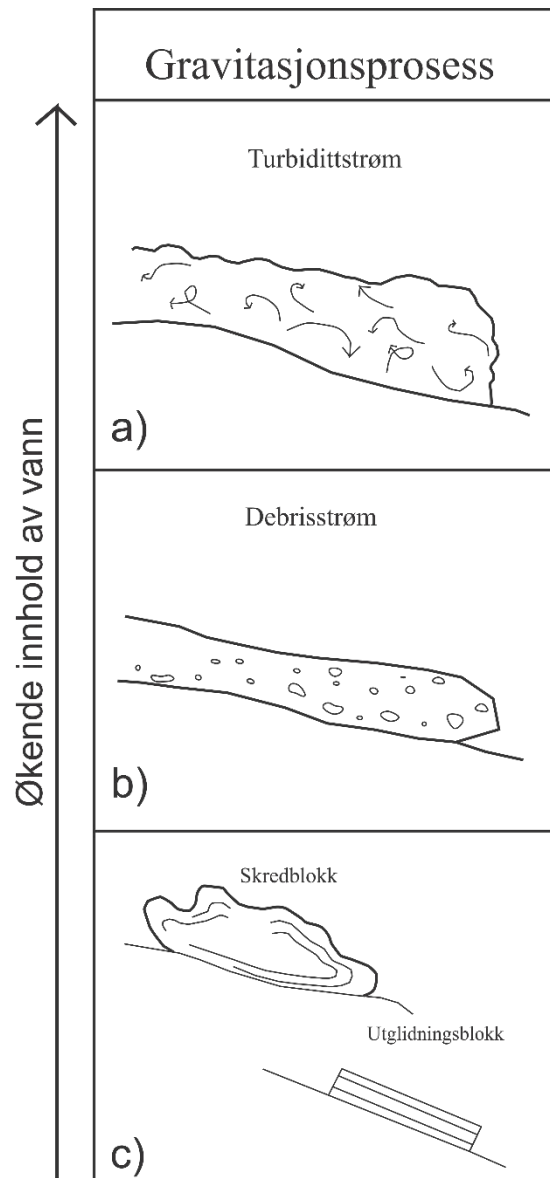 Gravitasjonsprosess
Turbidittstrøm
a)
Debrisstrøm
b)
Skredblokk
Utglidningsblokk
c)
Økende innhold av vann